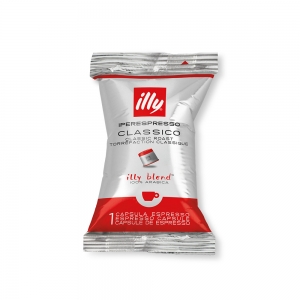 illy
IPERESPRESSO
CLASSICO
CLASSIC ROAST
TORRÉFACTION CLASSIQUE
illy blend
100% ARABICA
1 CAPSULA ESPRESSO
ESPRESSO CAPSULE
CAPSULE DE ESPRESSO